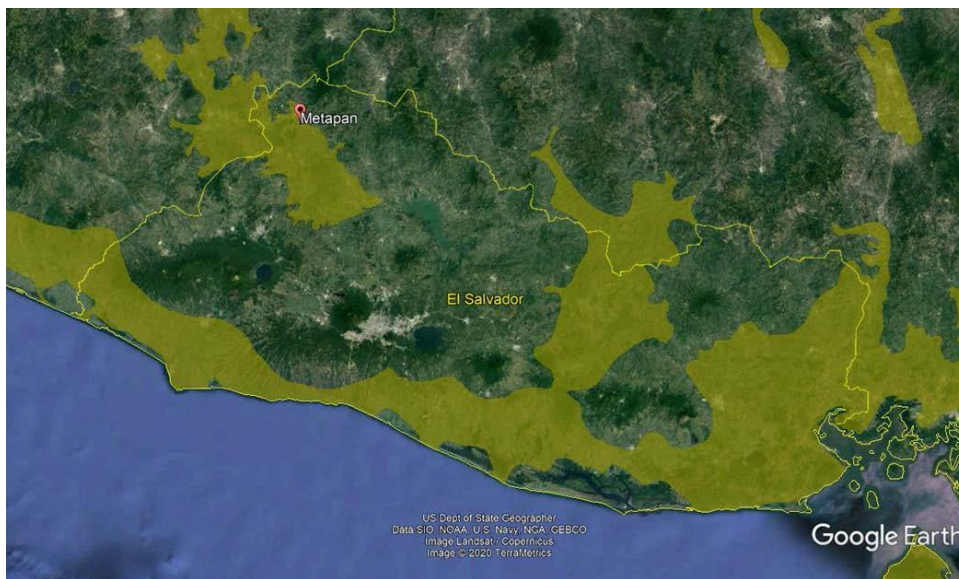 Metapan
El Salvador
US Dept of State Geographer
Data SIO, NOAA, U.S. Navy, NGA, GEBCO
Image Landsat / Copernicus
Image © 2020 TerraMetrics
Google Earth